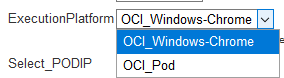 ExecutionPlatform OCI_Windows-Chrome
OCI_Windows-Chrome
Select_PODIP OCI_Pod